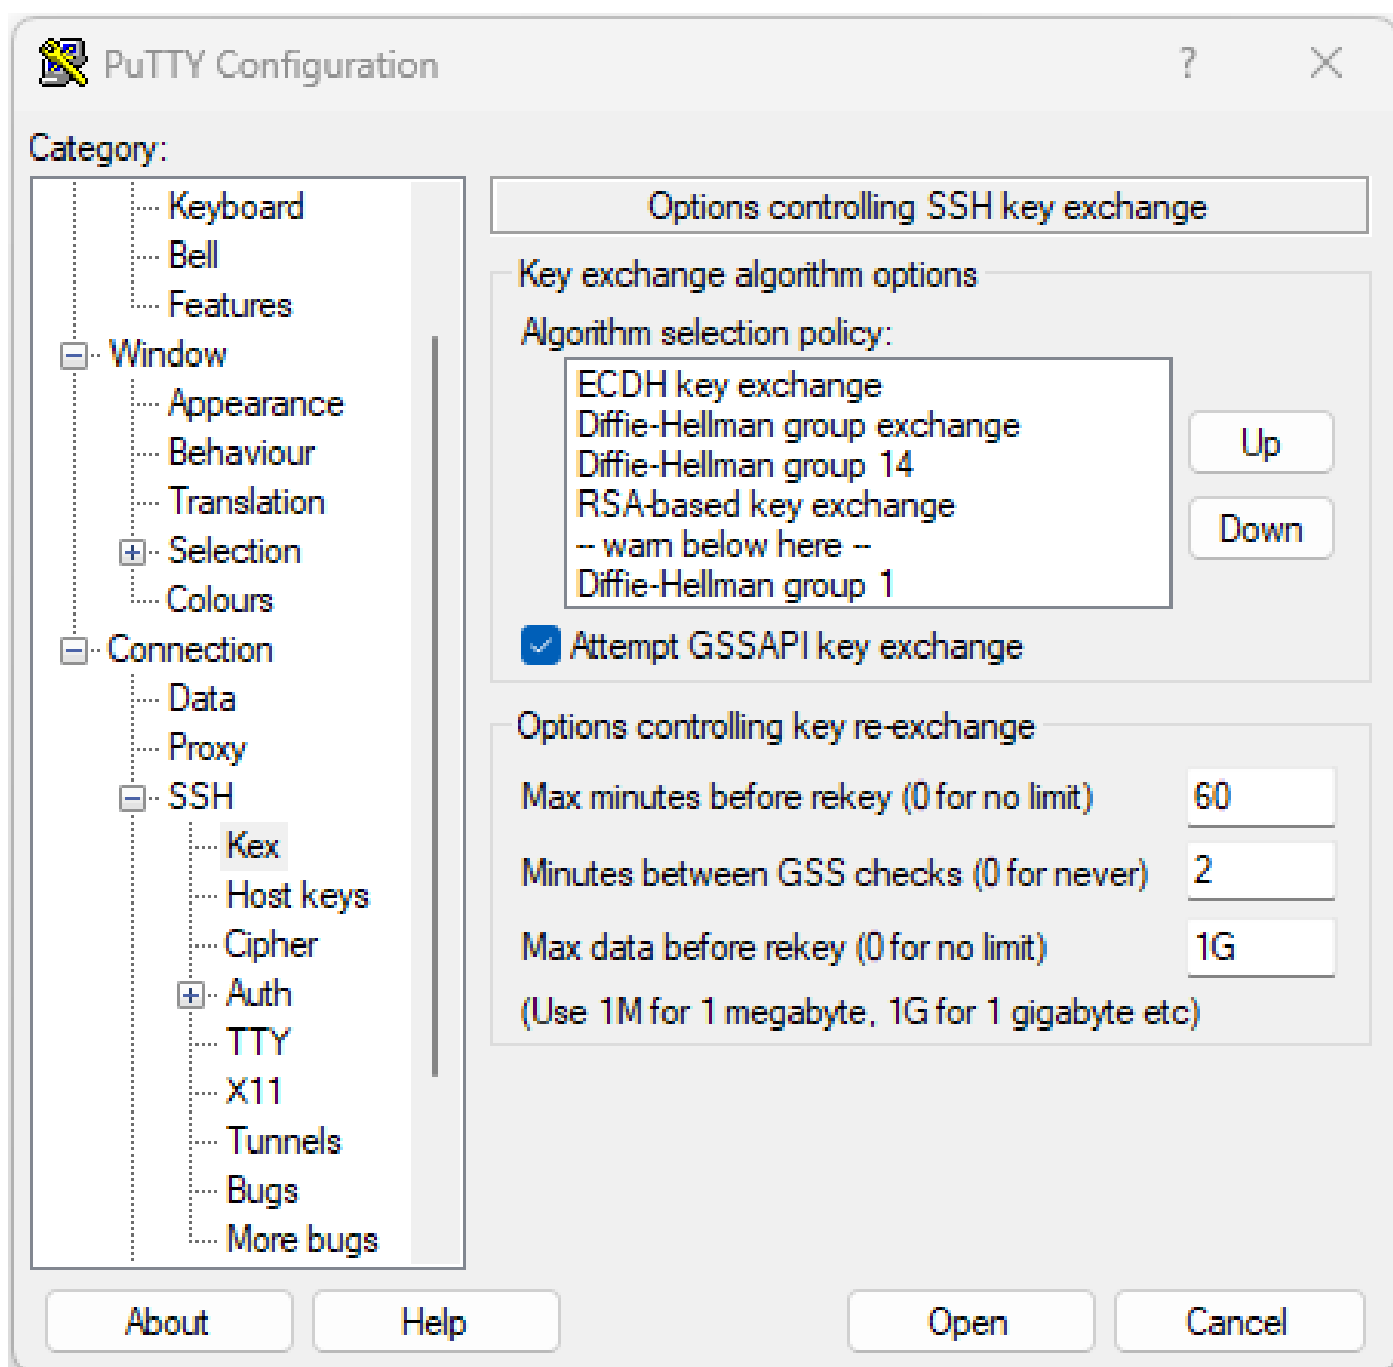 PuTTY Configuration
?
Category:
Keyboard
Bell
Features
Window
Appearance
Behaviour
Translation
Selection
Colours
Connection
Data
Proxy
SSH
Kex
Host keys
Cipher
Auth
TTY
X11
Tunnels
Bugs
More bugs
Options controlling SSH key exchange
Key exchange algorithm options
Algorithm selection policy:
ECDH key exchange
Diffie-Hellman group exchange
Diffie-Hellman group 14
RSA-based key exchange
-- warn below here --
Diffie-Hellman group 1
Up
Down
Attempt GSSAPI key exchange
Options controlling key re-exchange
Max minutes before rekey (0 for no limit) 60
Minutes between GSS checks (0 for never) 2
Max data before rekey (0 for no limit) 1G
(Use 1M for 1 megabyte, 1G for 1 gigabyte etc)
About Help Open Cancel